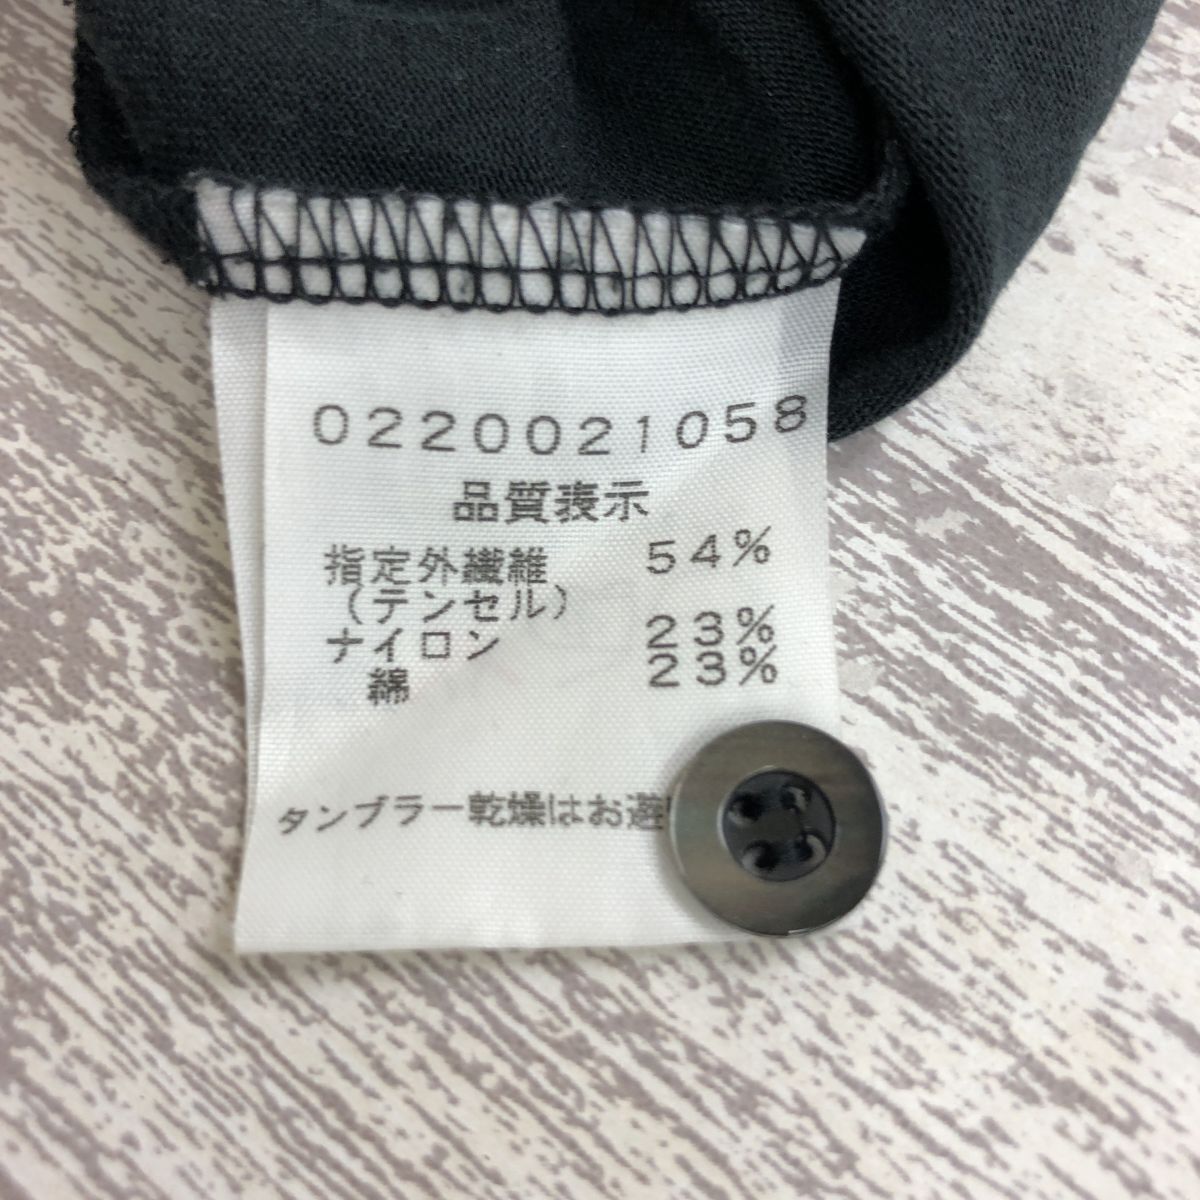 0220021058
品質表示
指定外繊維 54%
(テンセル)
ナイロン 23%
綿 23%
タンブラー乾燥はお避